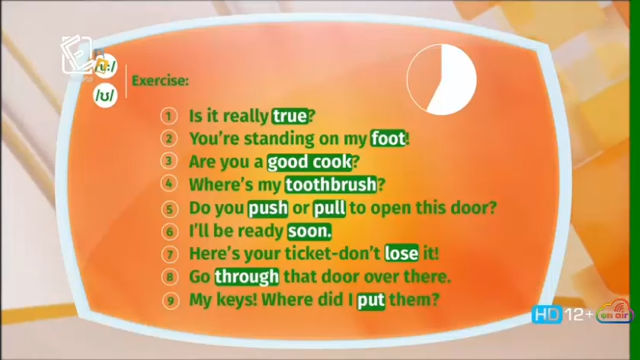 /u:/
/ʊ/
Exercise:
1 Is it really true?
2 You're standing on my foot!
3 Are you a good cook?
4 Where's my toothbrush?
5 Do you push or pull to open this door?
6 I'll be ready soon.
7 Here's your ticket-don't lose it!
8 Go through that door over there.
9 My keys! Where did I put them?
HD 12+ on air